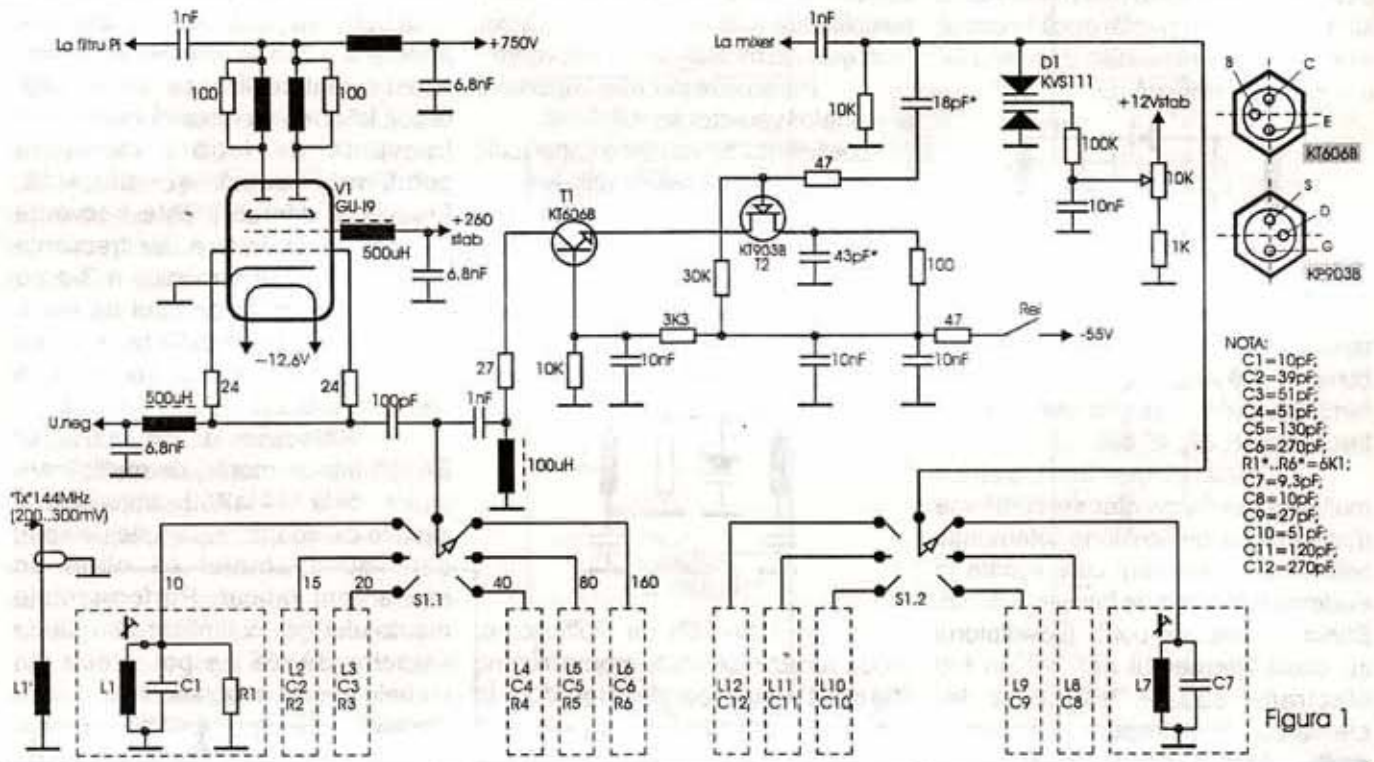 1nF
La filtru Pi
+750V
100
100
6,8nF
V1
GU-19
+260
stab
500uH
6,8nF
~12,6V
24
24
500uH
U.neg
6,8nF
100pF
1nF
27
100uH
"Tx"144MHz
(200..300mV)
La mixer
1nF
10K
18pF*
D1
KVS111
+12Vstab
100K
10K
10nF
1K
47
T1
KT606B
KT903B
T2
43pF*
100
30K
3K3
47
Rel
-55V
10K
10nF
10nF
10nF
B
C
E
KT606B
S
D
G
KP903B
NOTA:
C1=10pF;
C2=39pF;
C3=51pF;
C4=51pF;
C5=130pF;
C6=270pF;
R1*..R6*=6K1;
C7=9,3pF;
C8=10pF;
C9=27pF;
C10=51pF;
C11=120pF;
C12=270pF;
10
15
20
S1.1
40
80
160
S1.2
L1'
L1
C1
R1
L2
C2
R2
L3
C3
R3
L4
C4
R4
L5
C5
R5
L6
C6
R6
L12
C12
L11
C11
L10
C10
L9
C9
L8
C8
L7
C7
Figura 1